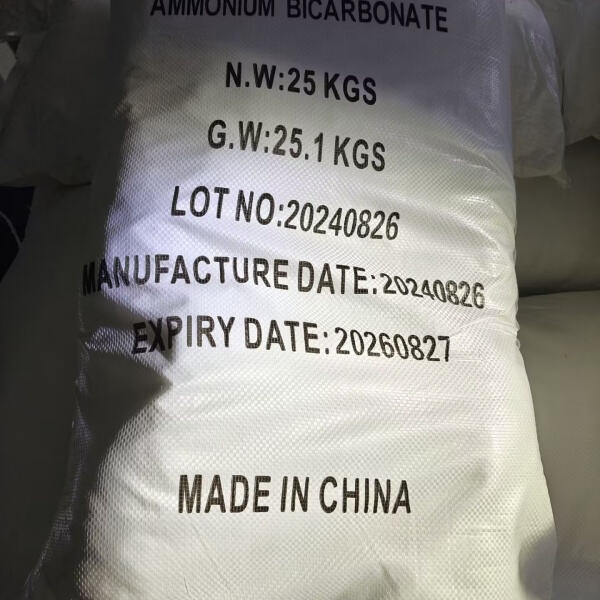 AMMONIUM BICARBONATE
N.W:25 KGS
G.W:25.1 KGS
LOT NO:20240826
MANUFACTURE DATE:20240826
EXPIRY DATE:20260827
MADE IN CHINA